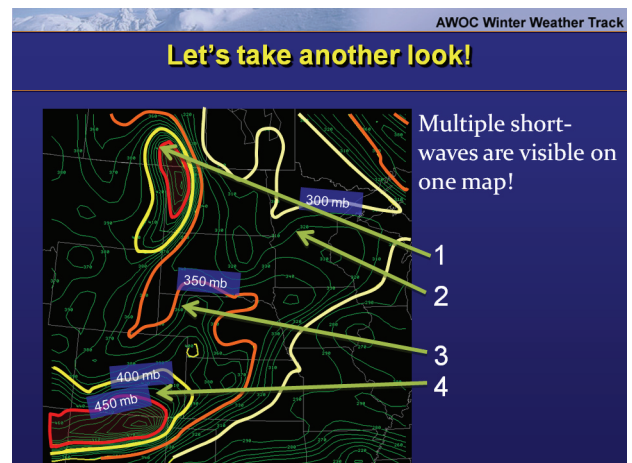 AWOC Winter Weather Track
Let's take another look!
Multiple short-
waves are visible on
one map!
300 mb
1
2
350 mb
3
400 mb
4
450 mb